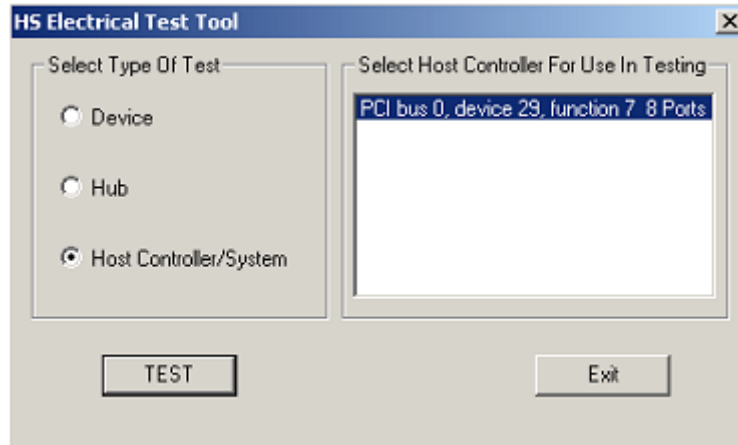 HS Electrical Test Tool
Select Type Of Test
Device
Hub
Host Controller/System
Select Host Controller For Use In Testing
PCI bus 0, device 29, function 7  8 Ports
TEST
Exit